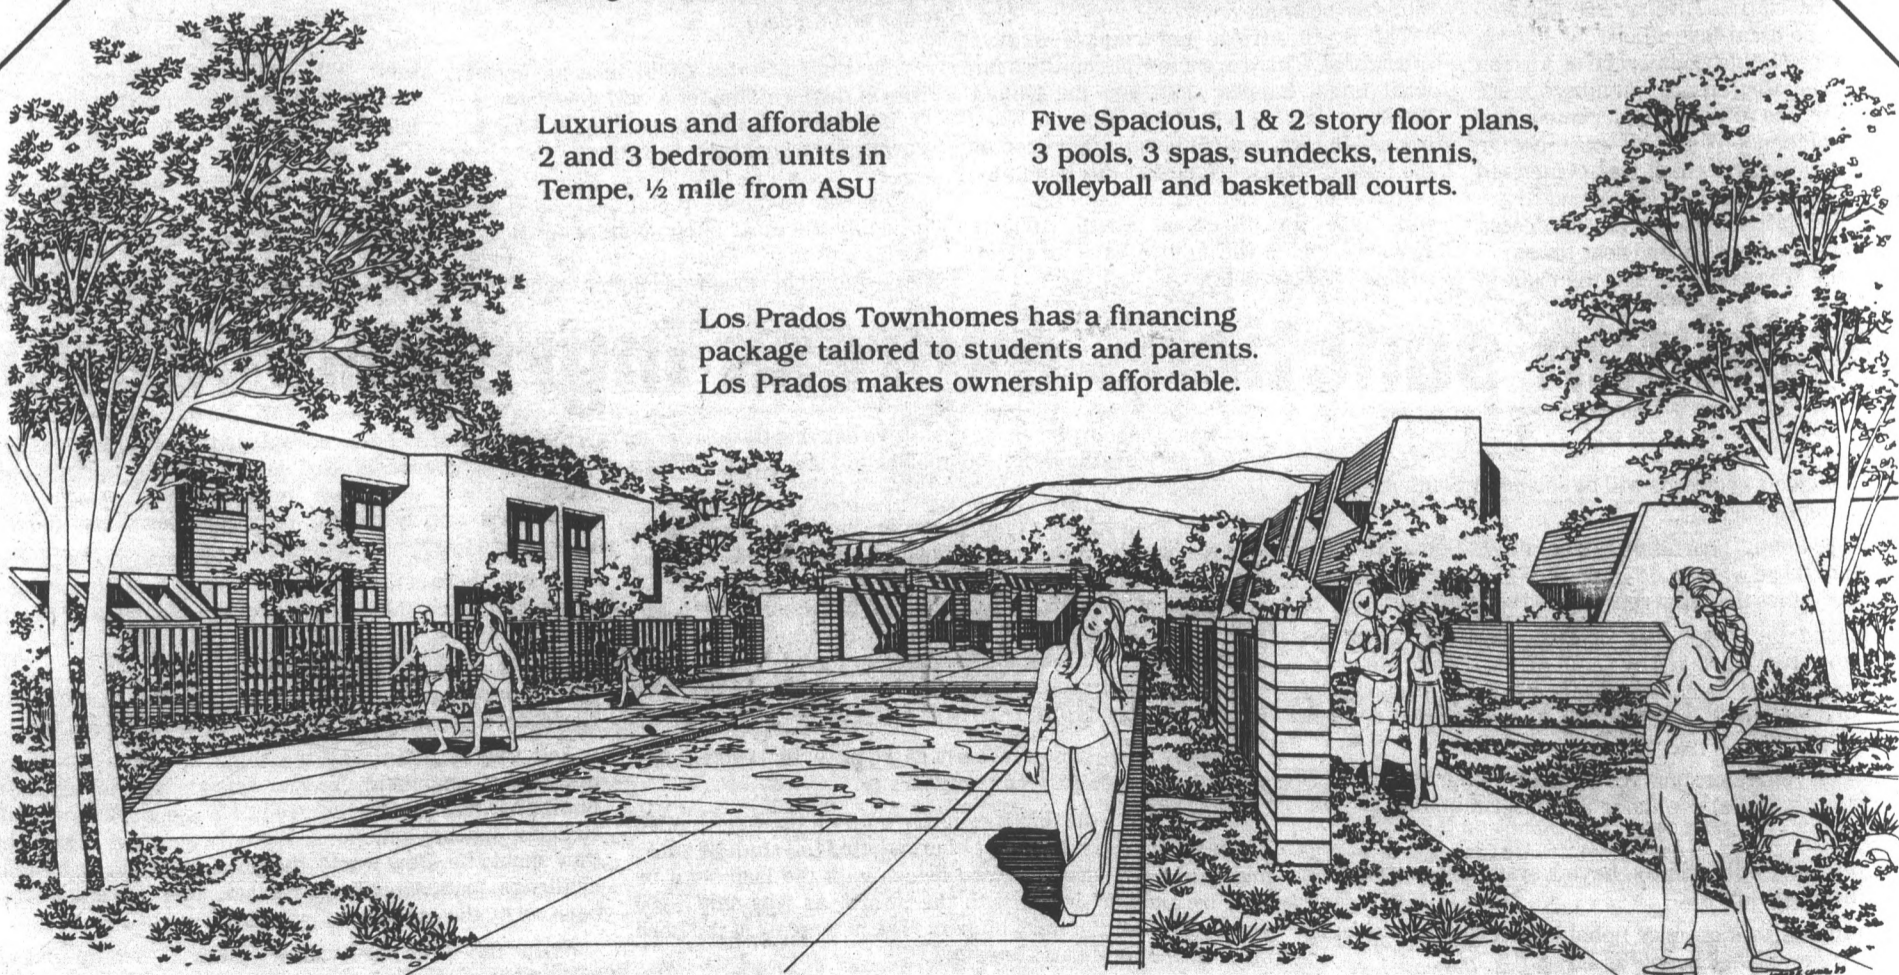 Luxurious and affordable
2 and 3 bedroom units in
Tempe, ½ mile from ASU
Five Spacious, 1 & 2 story floor plans,
3 pools, 3 spas, sundecks, tennis,
volleyball and basketball courts.
Los Prados Townhomes has a financing
package tailored to students and parents.
Los Prados makes ownership affordable.